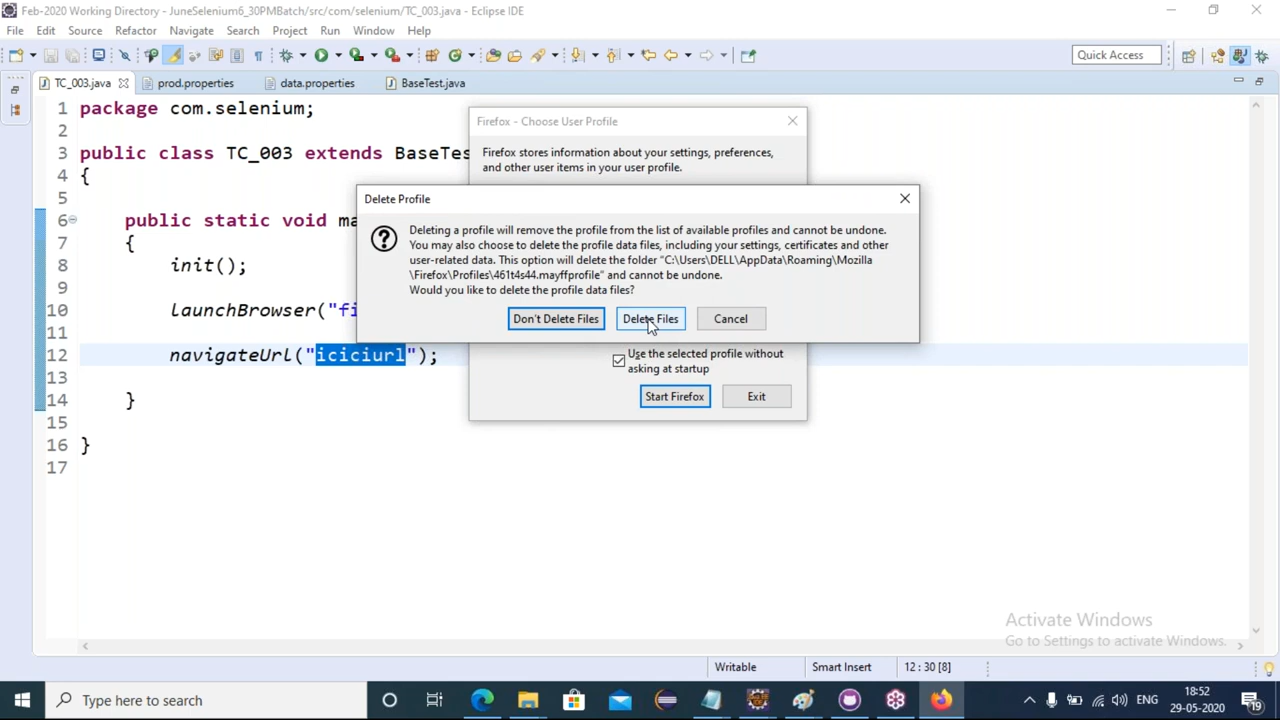 Feb-2020 Working Directory - JuneSelenium6_30PMBatch/src/com/selenium/TC_003.java - Eclipse IDE
File Edit Source Refactor Navigate Search Project Run Window Help
Quick Access
TC_003.java prod.properties data.properties BaseTest.java
1 package com.selenium;
2
3 public class TC_003 extends BaseTes
4 {
5
6 public static void ma
7 {
8 init();
9
10 launchBrowser("fi
11
12 navigateUrl("iciciurl");
13
14 }
15
16 }
17
Firefox - Choose User Profile
Firefox stores information about your settings, preferences,
and other user items in your user profile.
Delete Profile
Deleting a profile will remove the profile from the list of available profiles and cannot be undone.
You may also choose to delete the profile data files, including your settings, certificates and other
user-related data. This option will delete the folder "C:\Users\DELL\AppData\Roaming\Mozilla
\Firefox\Profiles\461t4s44.mayffprofile" and cannot be undone.
Would you like to delete the profile data files?
Don't Delete Files Delete Files Cancel
Use the selected profile without
asking at startup
Start Firefox Exit
Activate Windows
Go to Settings to activate Windows.
Writable Smart Insert 12 : 30 [8]
Type here to search
ENG
18:52
29-05-2020
19